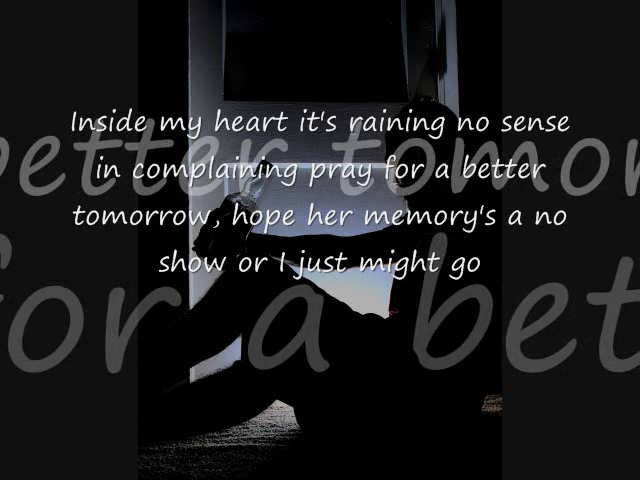 Inside my heart it's raining no sense
in complaining pray for a better
tomorrow, hope her memory's a no
show or I just might go
better tomor
for a bet